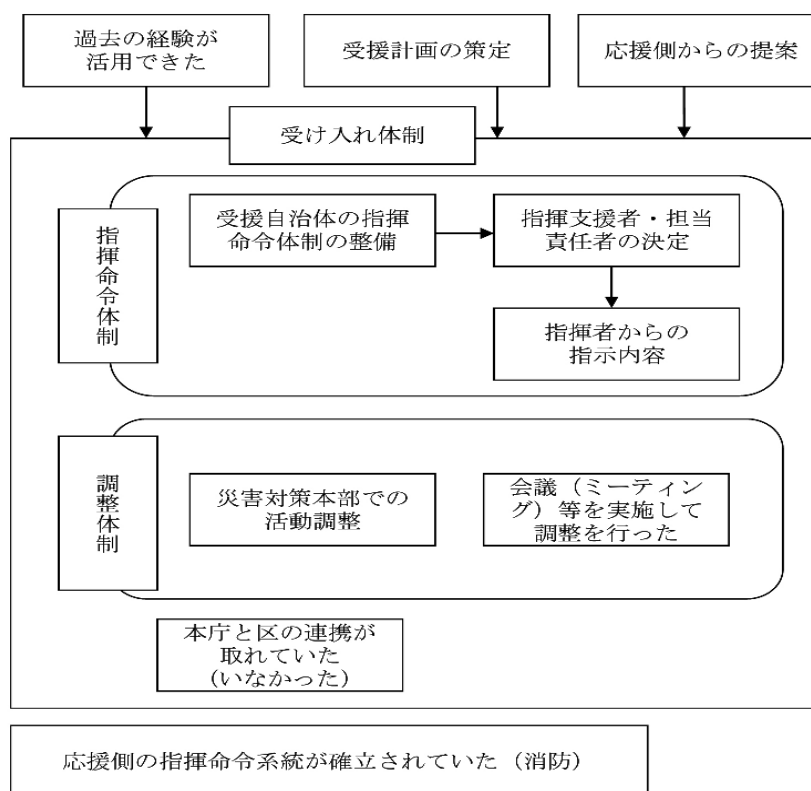 過去の経験が
活用できた
受援計画の策定
応援側からの提案
受け入れ体制
指揮命令体制
受援自治体の指揮
命令体制の整備
指揮支援者・担当
責任者の決定
指揮者からの
指示内容
調整体制
災害対策本部での
活動調整
会議（ミーティン
グ）等を実施して
調整を行った
本庁と区の連携が
取れていた
(いなかった)
応援側の指揮命令系統が確立されていた（消防）